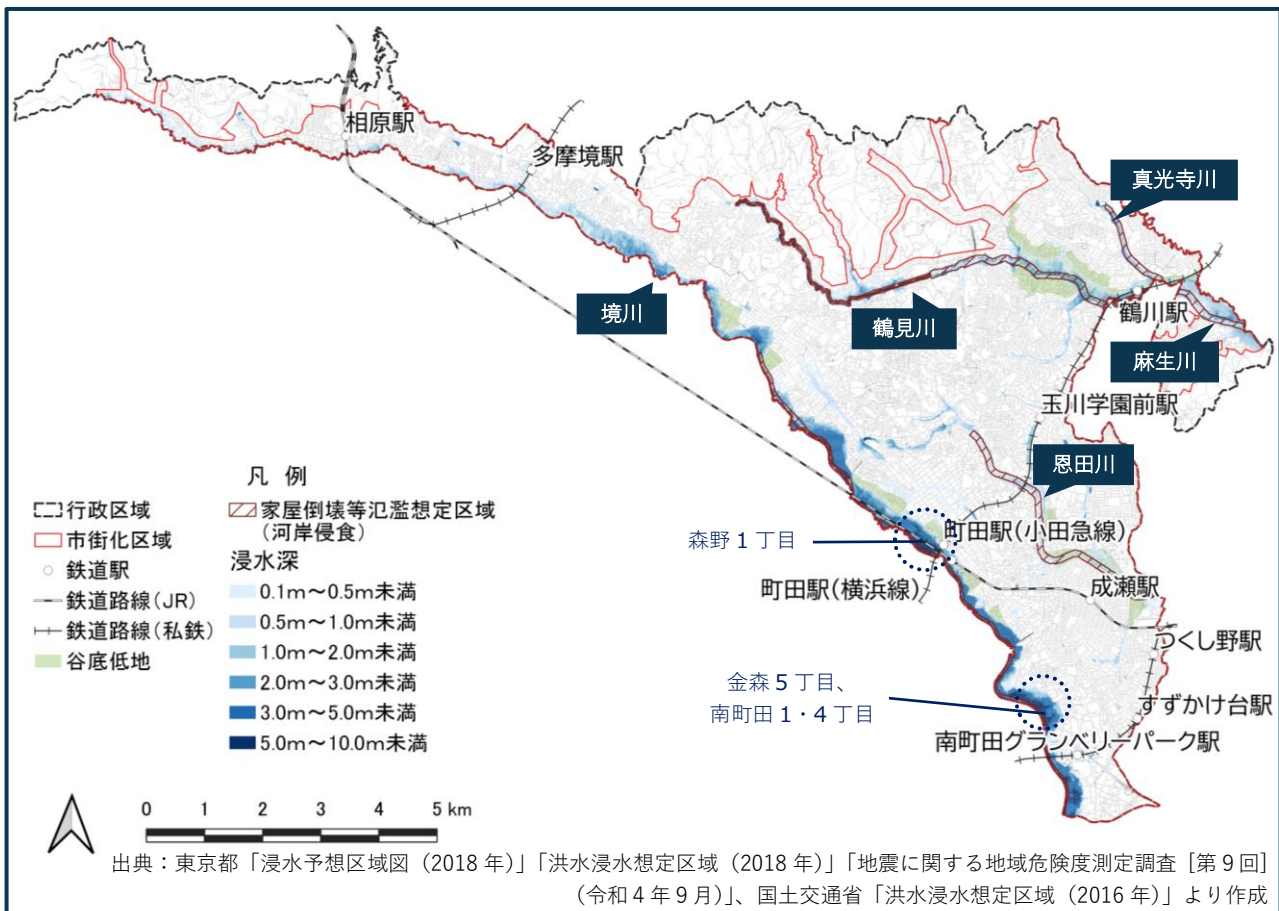 相原駅
多摩境駅
真光寺川
境川
鶴見川
鶴川駅
麻生川
玉川学園前駅
恩田川
森野1丁目
町田駅(小田急線)
町田駅(横浜線)
成瀬駅
つくし野駅
金森5丁目、
南町田1・4丁目
すずかけ台駅
南町田グランベリーパーク駅
凡 例
行政区域
市街化区域
鉄道駅
鉄道路線(JR)
鉄道路線(私鉄)
谷底低地
家屋倒壊等氾濫想定区域
(河岸侵食)
浸水深
0.1m~0.5m未満
0.5m~1.0m未満
1.0m~2.0m未満
2.0m~3.0m未満
3.0m~5.0m未満
5.0m~10.0m未満
0 1 2 3 4 5 km
出典:東京都「浸水予想区域図(2018年)」「洪水浸水想定区域(2018年)」「地震に関する地域危険度測定調査[第9回]
(令和4年9月)」、国土交通省「洪水浸水想定区域(2016年)」より作成